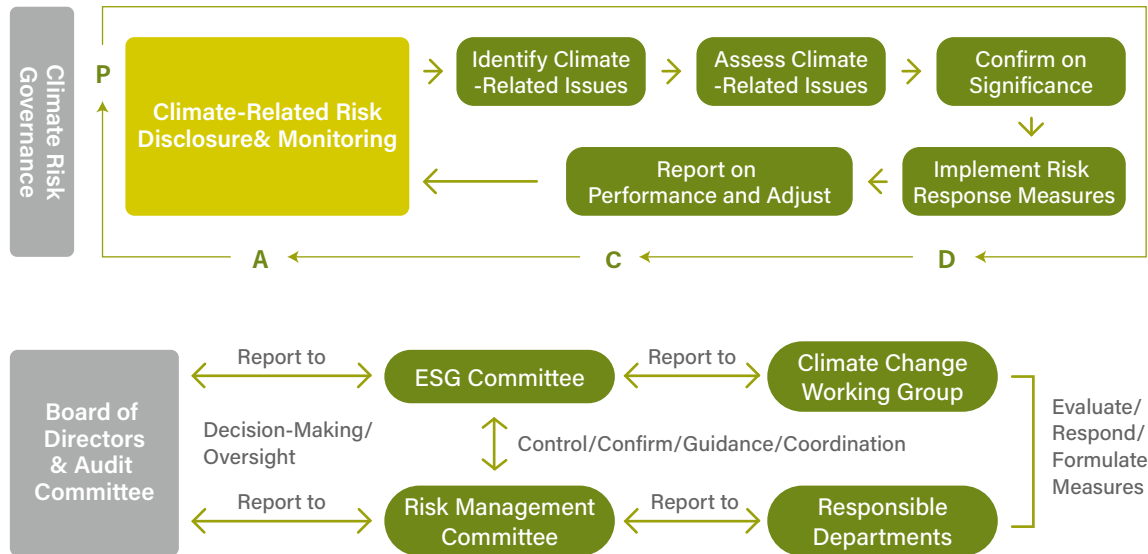 Climate Risk
Governance
P
Climate-Related Risk
Disclosure& Monitoring
Identify Climate
-Related Issues
Assess Climate
-Related Issues
Confirm on
Significance
Report on
Performance and Adjust
Implement Risk
Response Measures
A
C
D
Board of
Directors
& Audit
Committee
Report to
ESG Committee
Report to
Climate Change
Working Group
Decision-Making/
Oversight
Control/Confirm/Guidance/Coordination
Evaluate/
Respond/
Formulate
Measures
Report to
Risk Management
Committee
Report to
Responsible
Departments